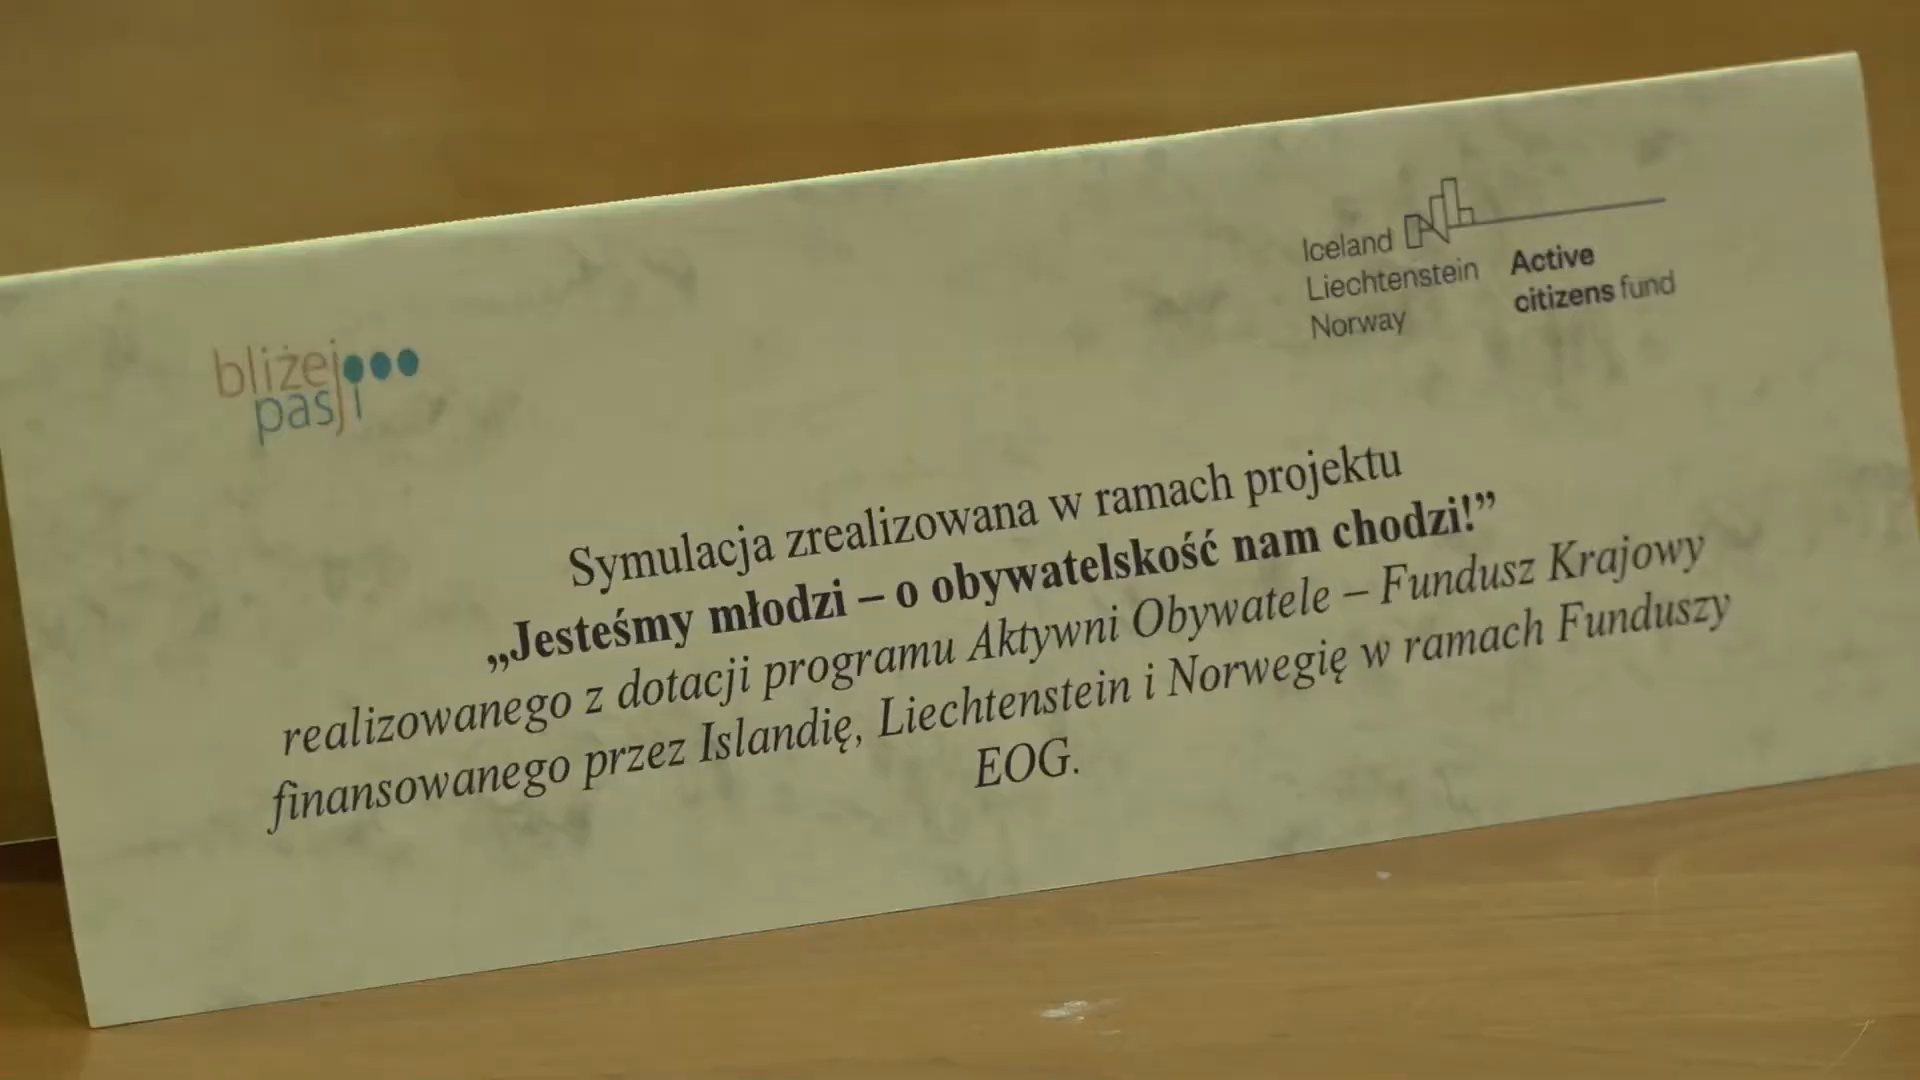 bliżej
pasji
Iceland
Liechtenstein
Norway
Active
citizens fund
Symulacja zrealizowana w ramach projektu
„Jesteśmy młodzi – o obywatelskość nam chodzi!”
realizowanego z dotacji programu Aktywni Obywatele – Fundusz Krajowy
finansowanego przez Islandię, Liechtenstein i Norwegię w ramach Funduszy
EOG.